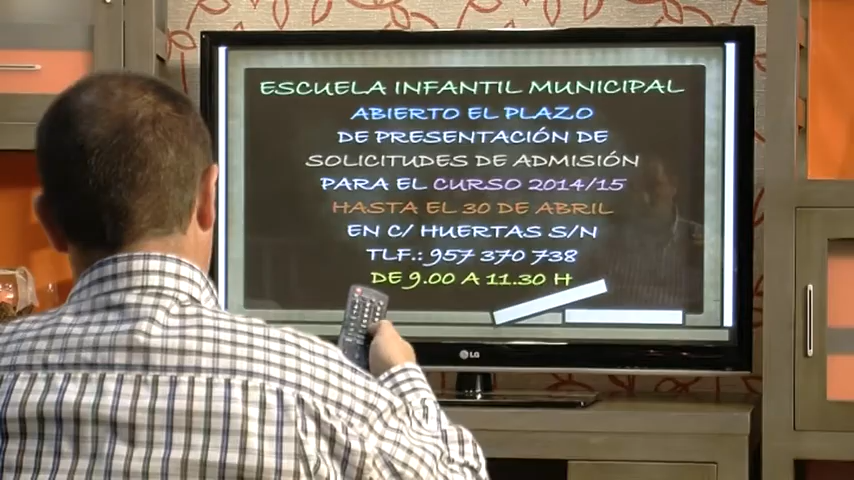 ESCUELA INFANTIL MUNICIPAL
ABIERTO EL PLAZO
DE PRESENTACIÓN DE
SOLICITUDES DE ADMISIÓN
PARA EL CURSO 2014/15
HASTA EL 30 DE ABRIL
EN C/ HUERTAS S/N
TLF.: 957 370 738
DE 9.00 A 11.30 H
LG